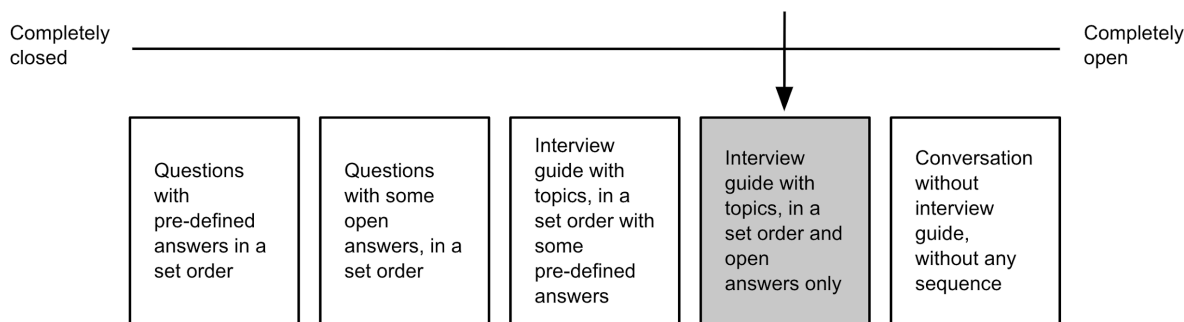 Completely
closed
Completely
open
Questions
with
pre-defined
answers in a
set order
Questions
with some
open
answers, in a
set order
Interview
guide with
topics, in a
set order with
some
pre-defined
answers
Interview
guide with
topics, in a
set order and
open
answers only
Conversation
without
interview
guide,
without any
sequence